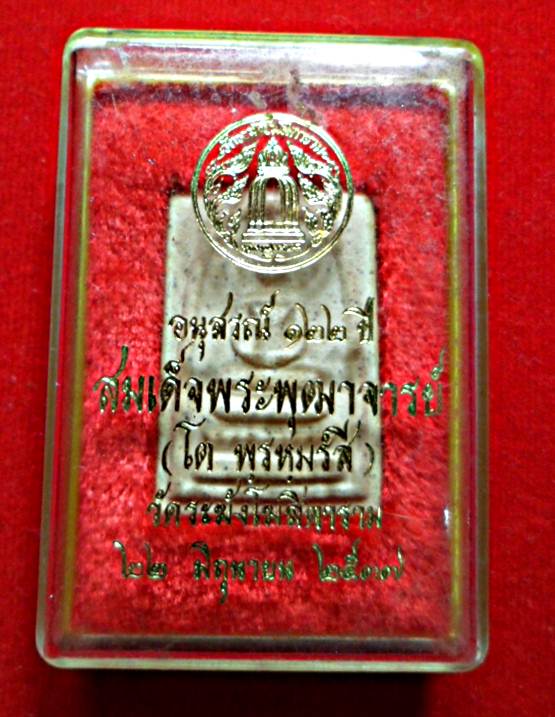 อนุสรณ์ ๑๒๒ ปี
สมเด็จพระพุฒาจารย์
(โต พรหมรํสี)
วัดระฆังโฆสิตาราม
๒๒ มิถุนายน ๒๕๓๗